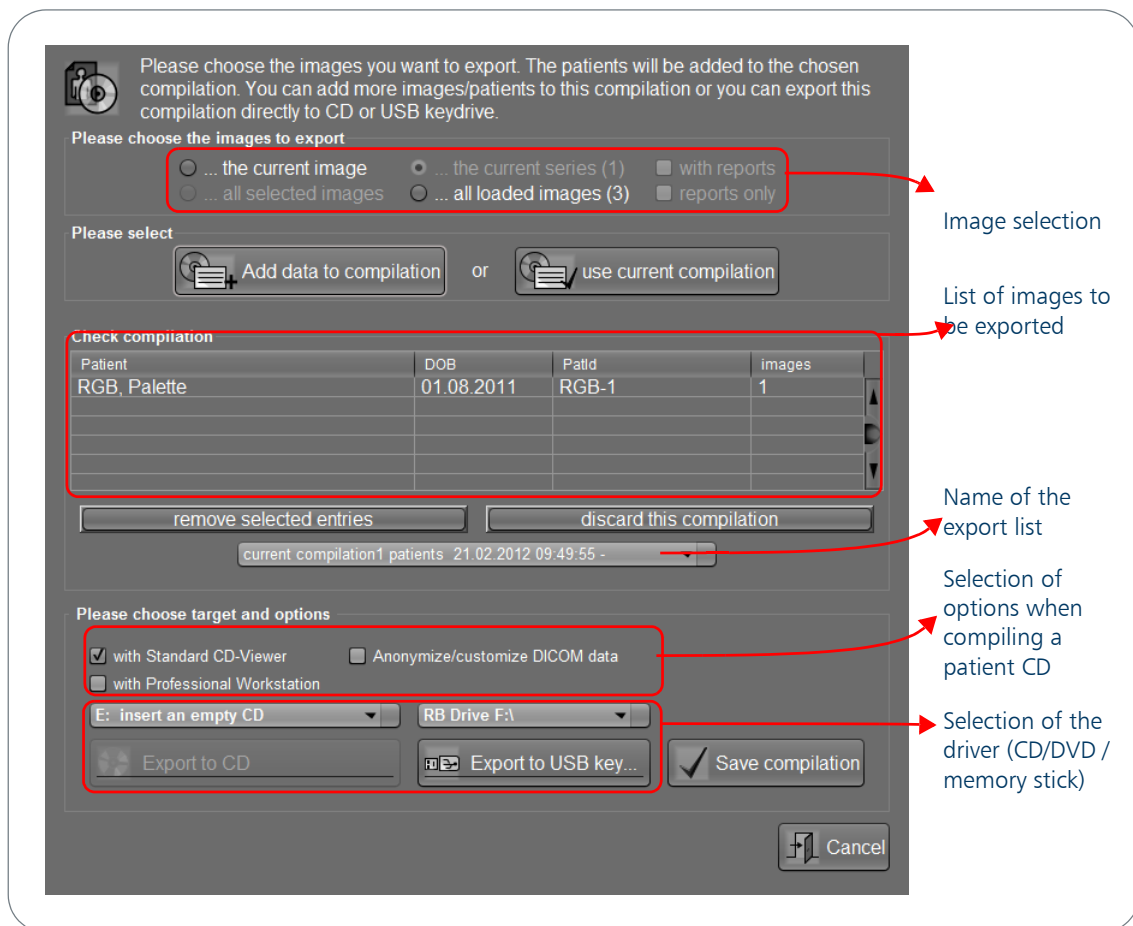 Please choose the images you want to export. The patients will be added to the chosen
compilation. You can add more images/patients to this compilation or you can export this
compilation directly to CD or USB keydrive.
Please choose the images to export
... the current image
... the current series (1)
with reports
... all selected images
... all loaded images (3)
reports only
Image selection
Please select
Add data to compilation
or
use current compilation
List of images to
be exported
Check compilation
Patient DOB PatId images
RGB, Palette 01.08.2011 RGB-1 1
remove selected entries
discard this compilation
current compilation1 patients 21.02.2012 09:49:55 -
Name of the
export list
Please choose target and options
with Standard CD-Viewer
Anonymize/customize DICOM data
with Professional Workstation
Selection of
options when
compiling a
patient CD
E: insert an empty CD
RB Drive F:\
Export to CD
Export to USB key...
Save compilation
Selection of the
driver (CD/DVD /
memory stick)
Cancel